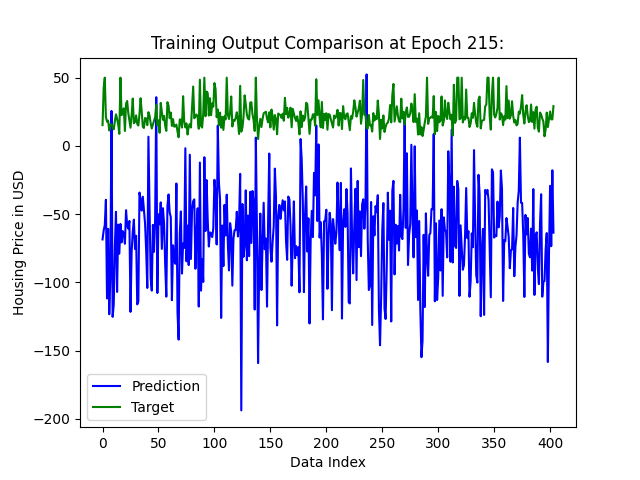 Training Output Comparison at Epoch 215:
50
0
−50
−100
−150
−200
Housing Price in USD
Prediction
Target
0 50 100 150 200 250 300 350 400
Data Index